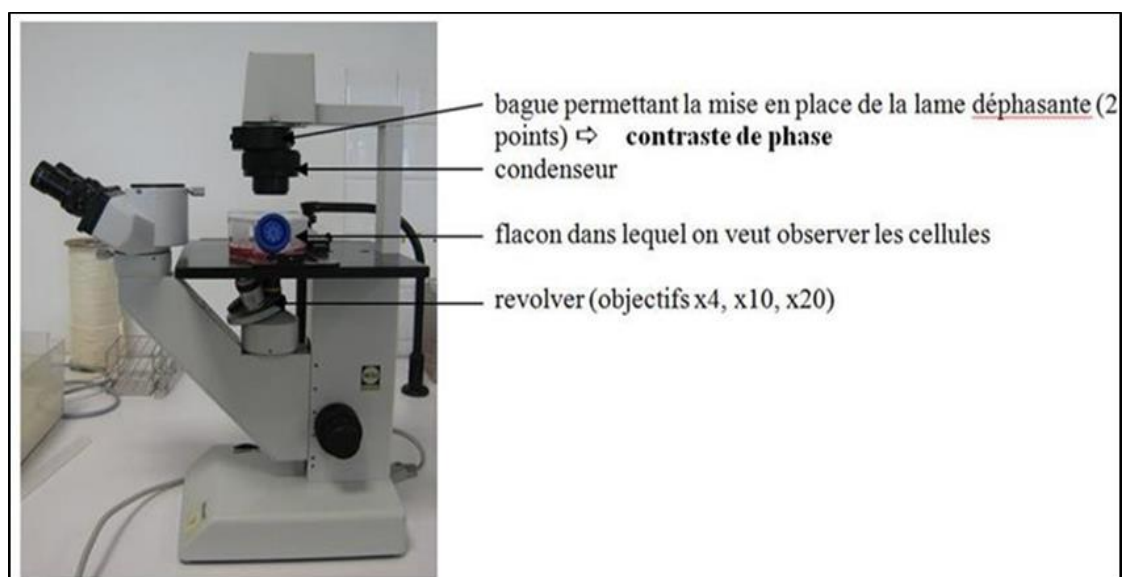 bague permettant la mise en place de la lame déphasante (2
points) ⇨ contraste de phase
condenseur
flacon dans lequel on veut observer les cellules
revolver (objectifs x4, x10, x20)